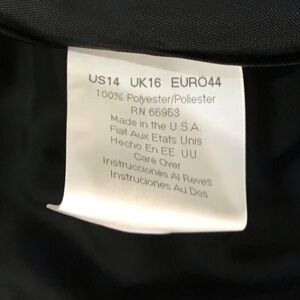 US14 UK16 EURO44
100% Polyester/Poliester
RN 66953
Made in the U.S.A.
Fiat Aux Etats Unis
Hecho En EE. UU
Care Over
Instrucciones Al Reves
Instruciones Au Dos